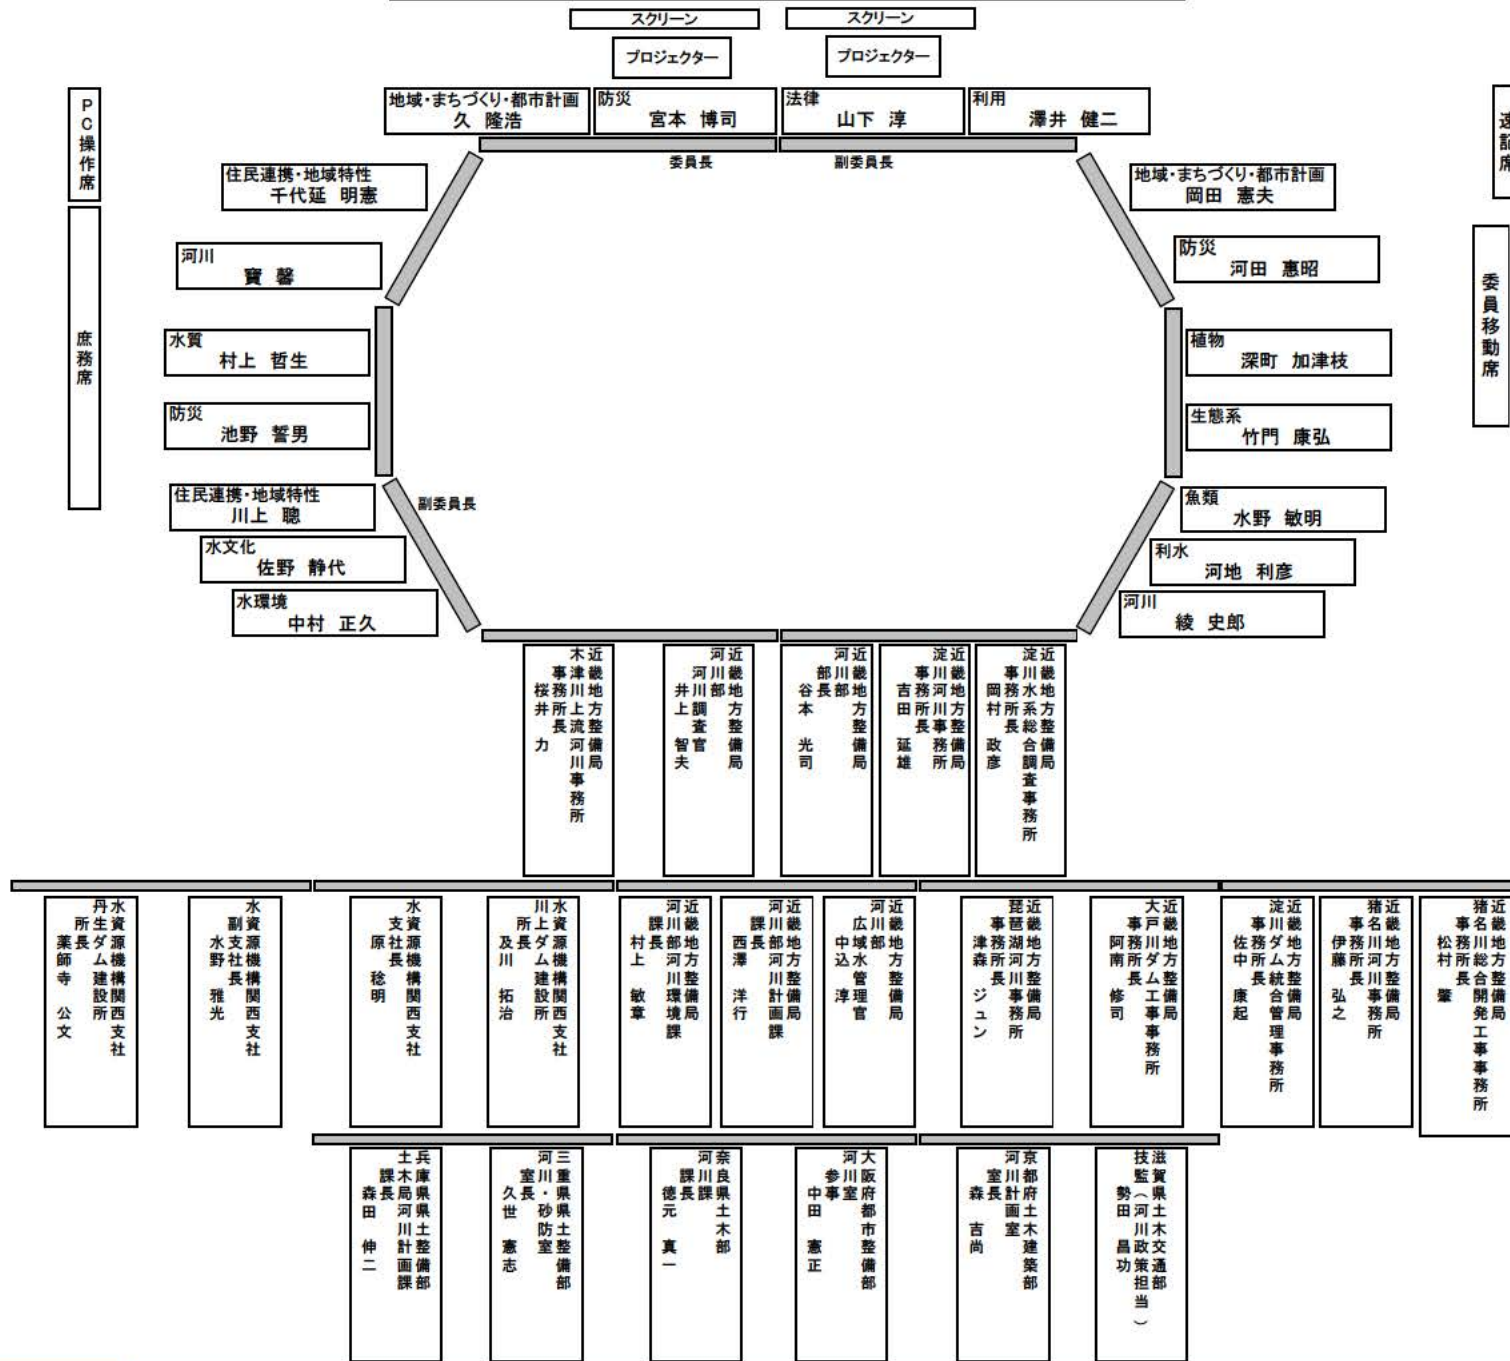 スクリーン
スクリーン
プロジェクター
プロジェクター
地域・まちづくり・都市計画
久 隆浩
防災
宮本 博司
法律
山下 淳
利用
澤井 健二
委員長
副委員長
PC操作席
庶務席
速記席
委員移動席
住民連携・地域特性
千代延 明憲
河川
寶 馨
水質
村上 哲生
防災
池野 誓男
住民連携・地域特性
川上 聰
副委員長
水文化
佐野 静代
水環境
中村 正久
地域・まちづくり・都市計画
岡田 憲夫
防災
河田 惠昭
植物
深町 加津枝
生態系
竹門 康弘
魚類
水野 敏明
利水
河地 利彦
河川
綾 史郎
近畿地方整備局
木津川上流河川事務所
事務所長
桜井 力
近畿地方整備局
河川部
河川調査官
井上 智夫
近畿地方整備局
河川部
部長
谷本 光司
近畿地方整備局
淀川河川事務所
事務所長
吉田 延雄
近畿地方整備局
淀川水系総合調査事務所
事務所長
岡村 政彦
水資源機構関西支社
丹生ダム建設所
所長
薬師寺 公文
水資源機構関西支社
副支社長
水野 雅光
水資源機構関西支社
支社長
原 稔明
水資源機構関西支社
川上ダム建設所
所長
及川 拓治
近畿地方整備局
河川部河川環境課
課長
村上 敏章
近畿地方整備局
河川部河川計画課
課長
西澤 洋行
近畿地方整備局
河川部
広域水管理官
中込 淳
近畿地方整備局
琵琶湖河川事務所
事務所長
津森 ジュン
近畿地方整備局
大戸川ダム工事事務所
事務所長
阿南 修司
近畿地方整備局
淀川ダム統合管理事務所
事務所長
佐中 康起
近畿地方整備局
猪名川河川事務所
事務所長
伊藤 弘之
近畿地方整備局
猪名川総合開発工事事務所
事務所長
松村 肇
兵庫県県土整備部
土木局河川計画課
課長
森田 伸二
三重県県土整備部
河川・砂防室
室長
久世 憲志
奈良県土木部
河川課
課長
徳元 真一
大阪府都市整備部
河川室
参事
中田 憲正
京都府土木建築部
河川計画室
室長
森 吉尚
滋賀県土木交通部
技監(河川政策担当)
勢田 昌功